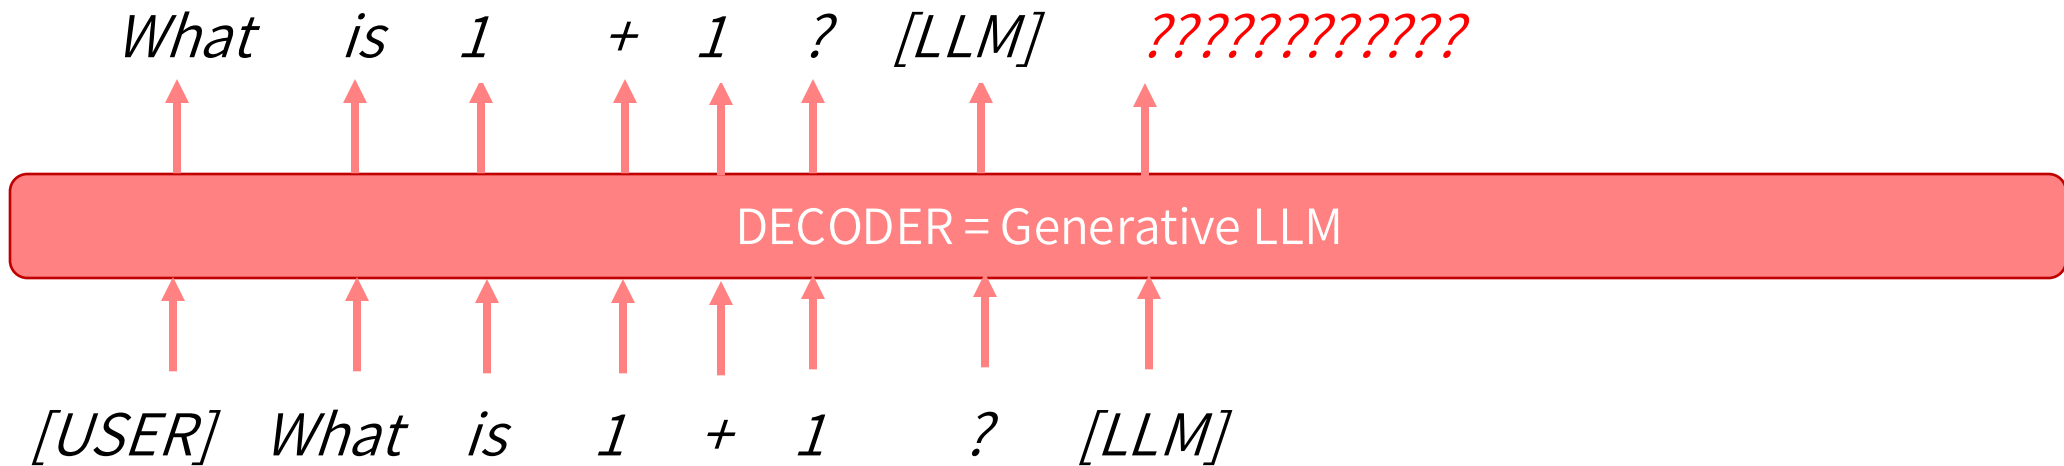 What is 1 + 1 ? [LLM] ????????????
DECODER = Generative LLM
[USER] What is 1 + 1 ? [LLM]